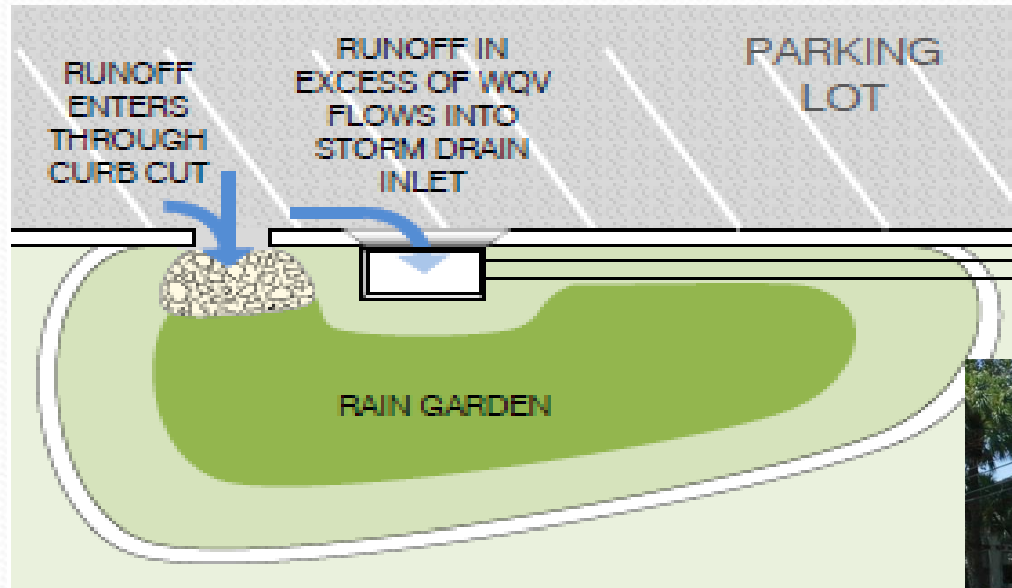 RUNOFF
ENTERS
THROUGH
CURB CUT
RUNOFF IN
EXCESS OF WQV
FLOWS INTO
STORM DRAIN
INLET
PARKING
LOT
RAIN GARDEN